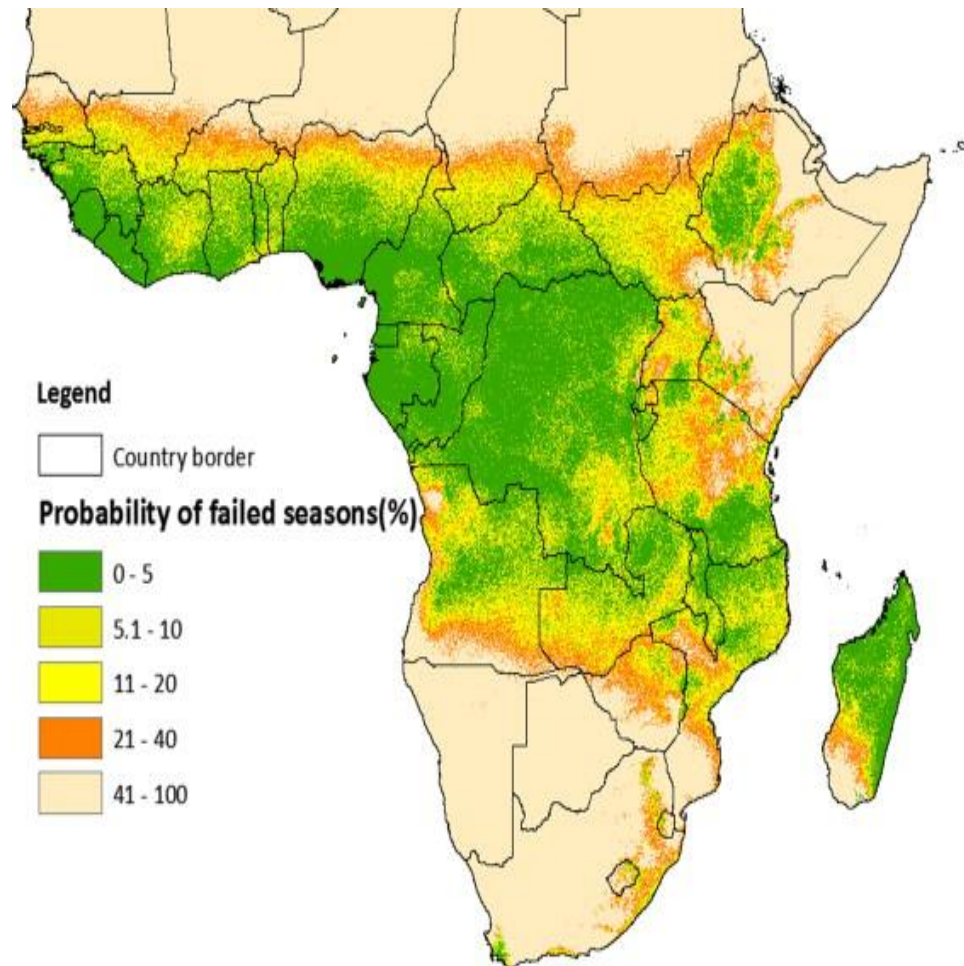 Legend
Country border
Probability of failed seasons(%)
0 - 5
5.1 - 10
11 - 20
21 - 40
41 - 100